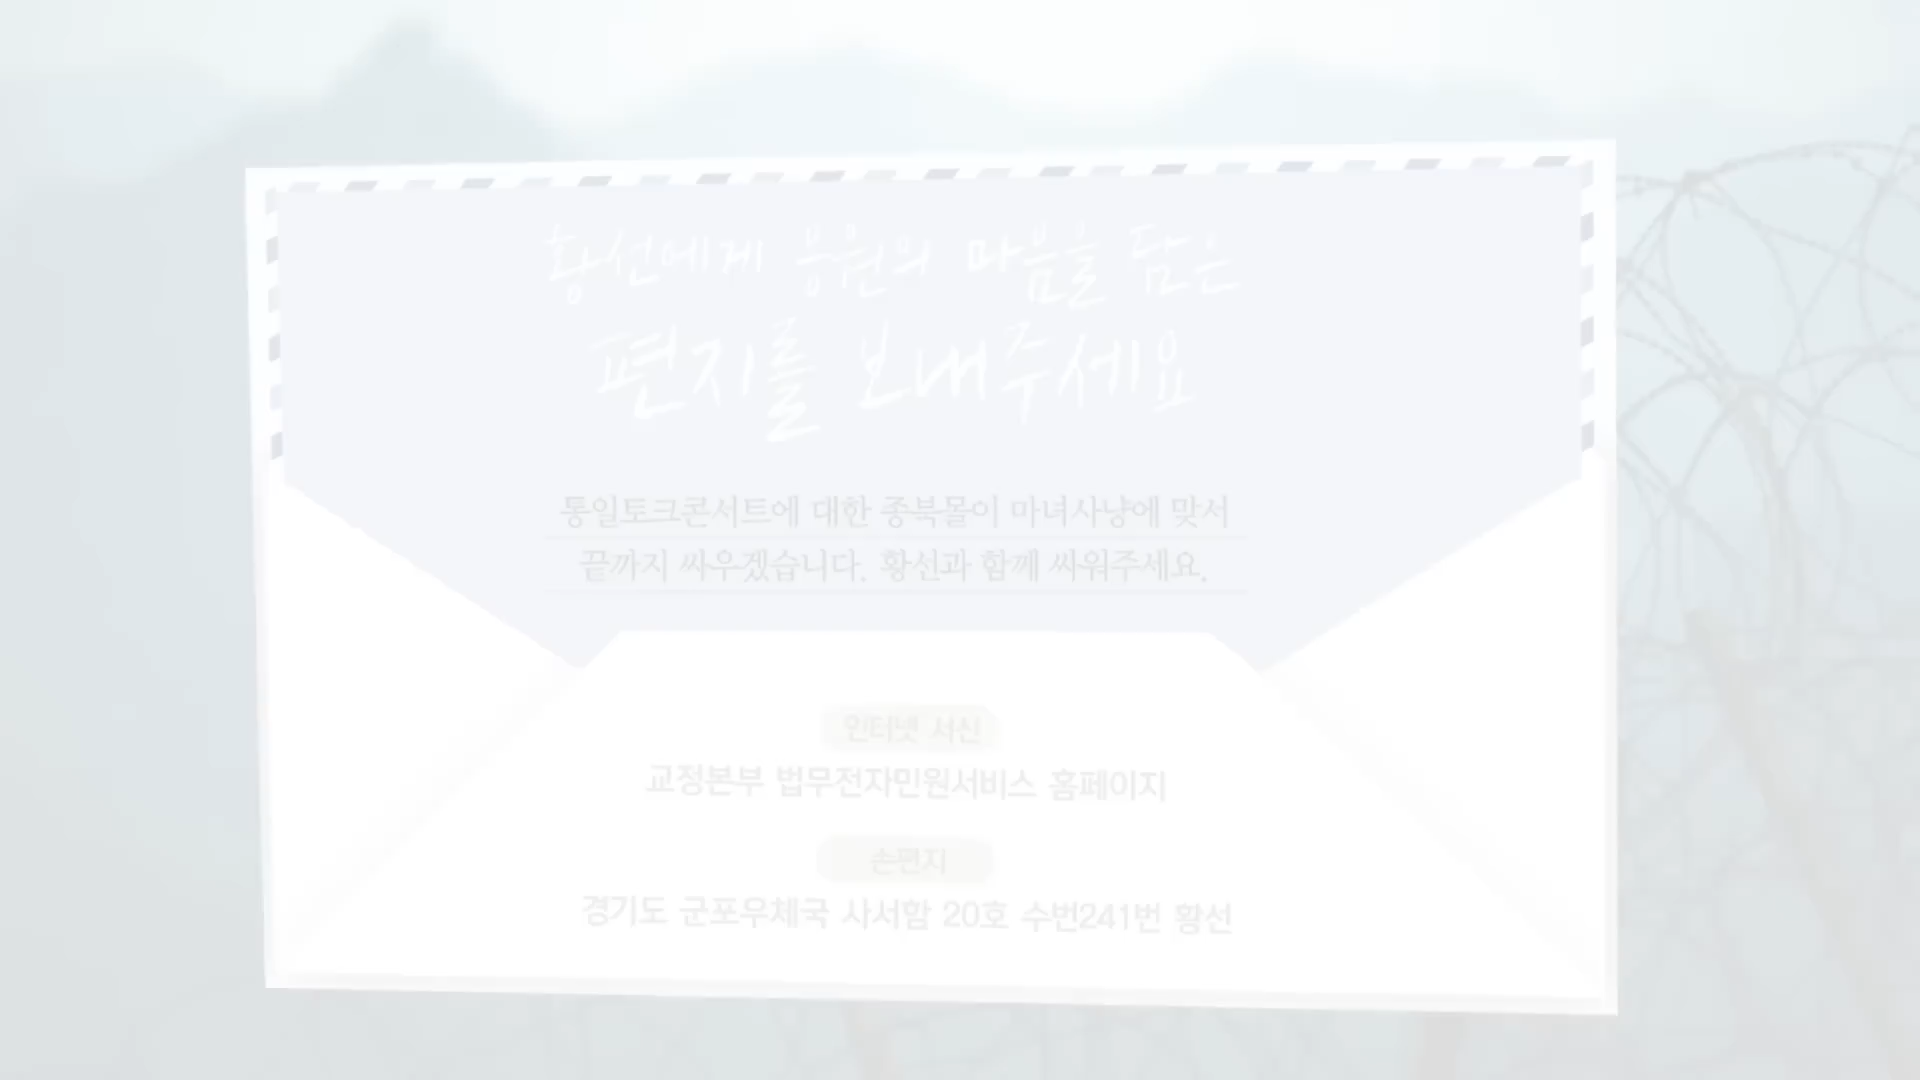 황선에게 응원의 마음을 담은
편지를 보내주세요
통일토크콘서트에 대한 종북몰이 마녀사냥에 맞서
끝까지 싸우겠습니다. 황선과 함께 싸워주세요.
인터넷 서신
교정본부 법무전자민원서비스 홈페이지
손편지
경기도 군포우체국 사서함 20호 수번241번 황선